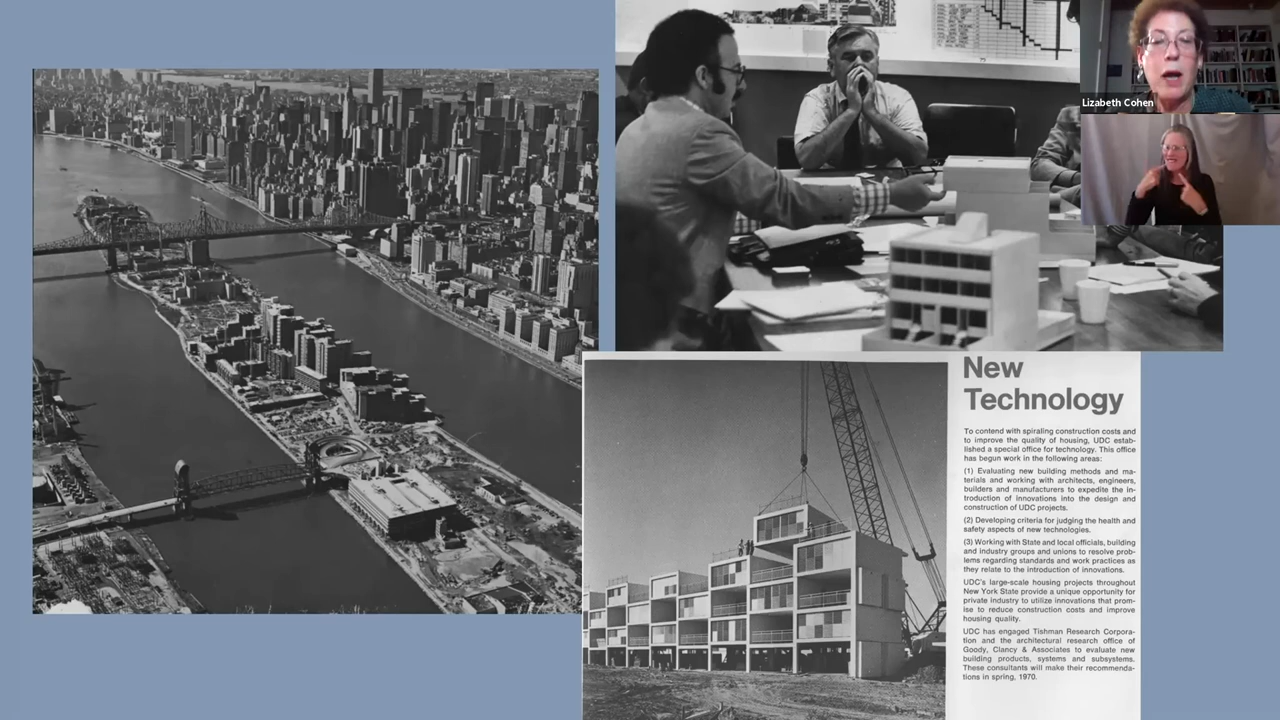 Lizabeth Cohen
New
Technology
To contend with spiraling construction costs and
to improve the quality of housing, UDC estab-
lished a special office for technology. This office
has begun work in the following areas:
(1) Evaluating new building methods and ma-
terials and working with architects, engineers,
builders and manufacturers to expedite the in-
troduction of innovations into the design and
construction of UDC projects.
(2) Developing criteria for judging the health and
safety aspects of new technologies.
(3) Working with State and local officials, building
and industry groups and unions to resolve prob-
lems regarding standards and work practices as
they relate to the introduction of innovations.
UDC's large-scale housing projects throughout
New York State provide a unique opportunity for
private industry to utilize innovations that prom-
ise to reduce construction costs and improve
housing quality.
UDC has engaged Tishman Research Corpora-
tion and the architectural research office of
Goody, Clancy & Associates to evaluate new
building products, systems and subsystems.
These consultants will make their recommenda-
tions in spring, 1970.